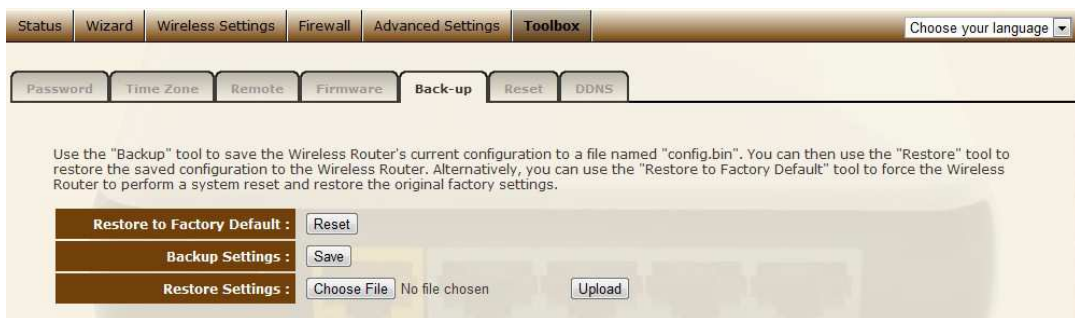 Status Wizard Wireless Settings Firewall Advanced Settings Toolbox Choose your language
Password Time Zone Remote Firmware Back-up Reset DDNS
Use the "Backup" tool to save the Wireless Router's current configuration to a file named "config.bin". You can then use the "Restore" tool to
restore the saved configuration to the Wireless Router. Alternatively, you can use the "Restore to Factory Default" tool to force the Wireless
Router to perform a system reset and restore the original factory settings.
Restore to Factory Default : Reset
Backup Settings : Save
Restore Settings : Choose File No file chosen Upload